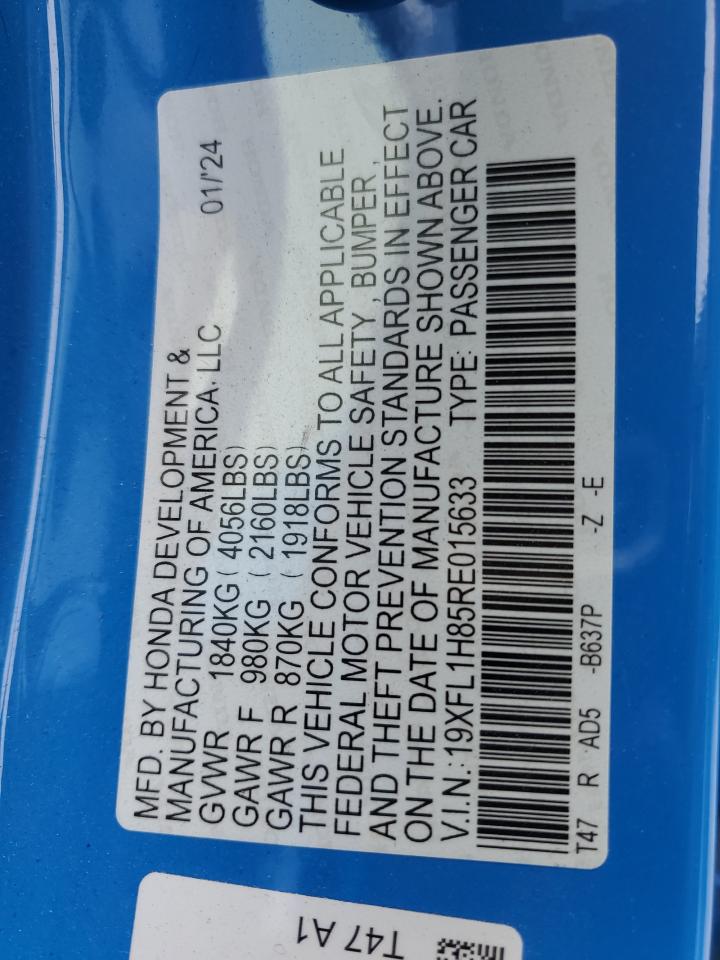 MFD. BY HONDA DEVELOPMENT &
MANUFACTURING OF AMERICA, LLC
01/'24
GVWR 1840KG ( 4056LBS)
GAWR F 980KG ( 2160LBS)
GAWR R 870KG ( 1918LBS)
THIS VEHICLE CONFORMS TO ALL APPLICABLE
FEDERAL MOTOR VEHICLE SAFETY , BUMPER ,
AND THEFT PREVENTION STANDARDS IN EFFECT
ON THE DATE OF MANUFACTURE SHOWN ABOVE.
V.I.N.: 19XFL1H85RE015633 TYPE: PASSENGER CAR
T47 R AD5 -B637P -Z -E
T47 A1